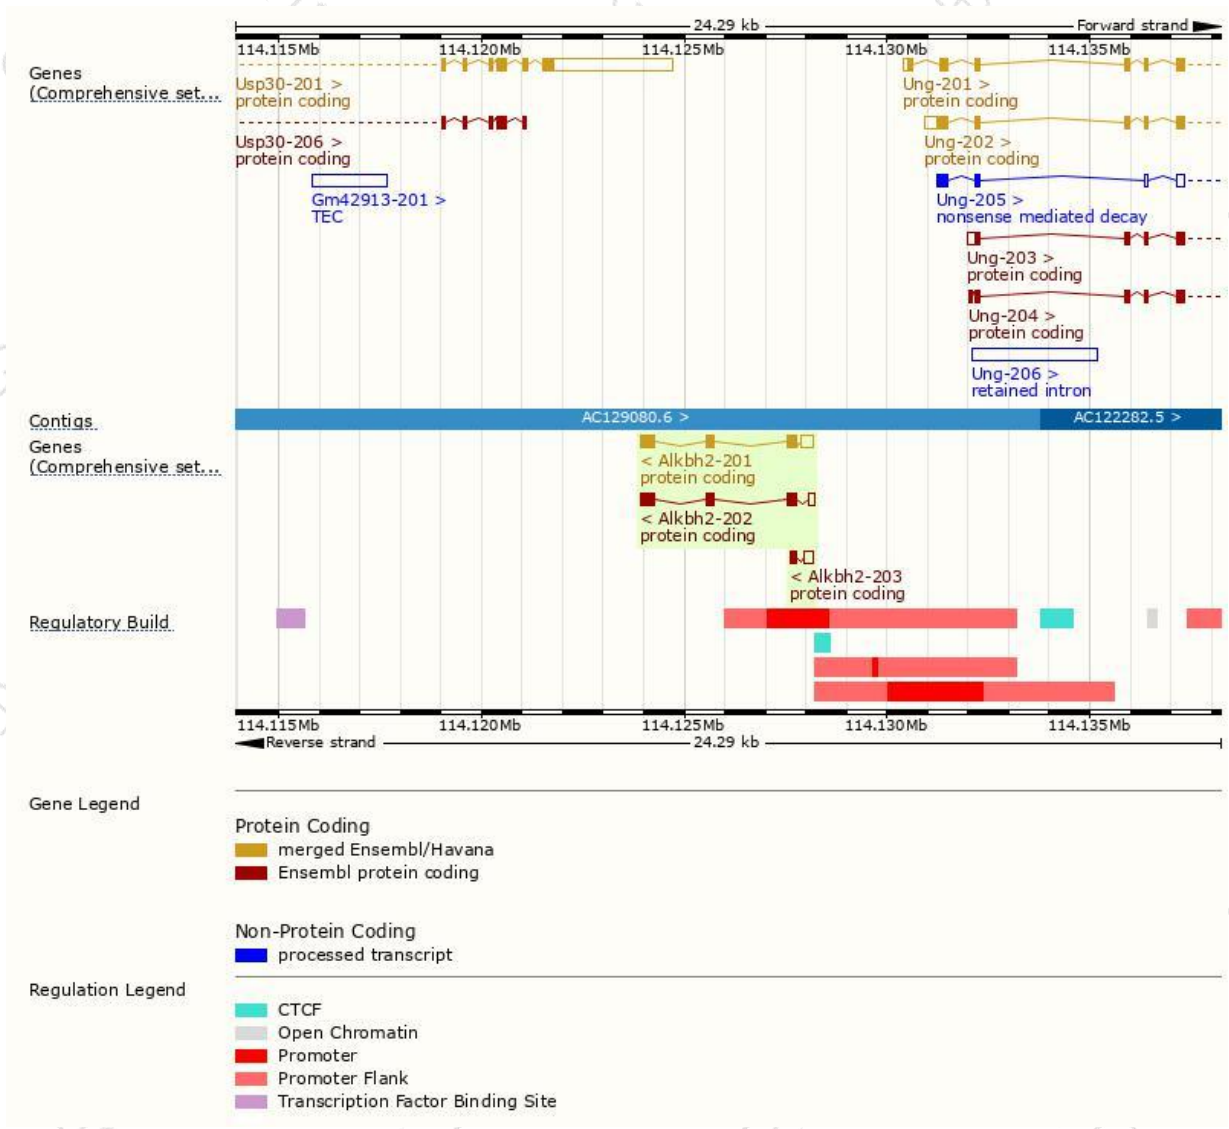 24.29 kb
Forward strand
114.115Mb 114.120Mb 114.125Mb 114.130Mb 114.135Mb
Genes
(Comprehensive set...
Usp30-201 >
protein coding
Ung-201 >
protein coding
Usp30-206 >
protein coding
Ung-202 >
protein coding
Gm42913-201 >
TEC
Ung-205 >
nonsense mediated decay
Ung-203 >
protein coding
Ung-204 >
protein coding
Ung-206 >
retained intron
Contigs
AC129080.6 >
AC122282.5 >
Genes
(Comprehensive set...
< Alkbh2-201
protein coding
< Alkbh2-202
protein coding
< Alkbh2-203
protein coding
Regulatory Build
114.115Mb 114.120Mb 114.125Mb 114.130Mb 114.135Mb
Reverse strand
24.29 kb
Gene Legend
Protein Coding
merged Ensembl/Havana
Ensembl protein coding
Non-Protein Coding
processed transcript
Regulation Legend
CTCF
Open Chromatin
Promoter
Promoter Flank
Transcription Factor Binding Site